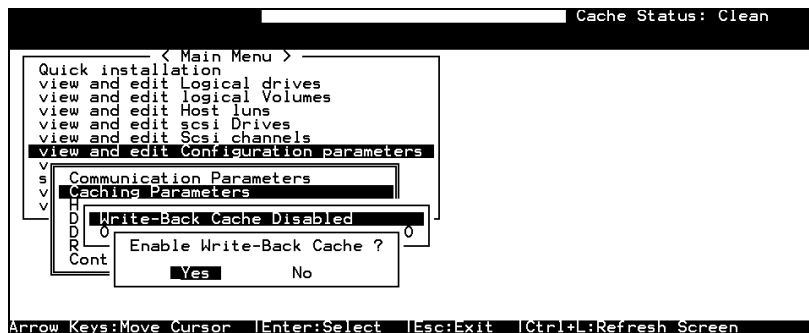 Cache Status: Clean
< Main Menu >
Quick installation
view and edit Logical drives
view and edit logical Volumes
view and edit Host luns
view and edit scsi Drives
view and edit Scsi channels
view and edit Configuration parameters
v
s Communication Parameters
v Caching Parameters
v H
D Write-Back Cache Disabled
D O O
R Enable Write-Back Cache ?
Cont
Yes No
Arrow Keys:Move Cursor |Enter:Select |Esc:Exit |Ctrl+L:Refresh Screen